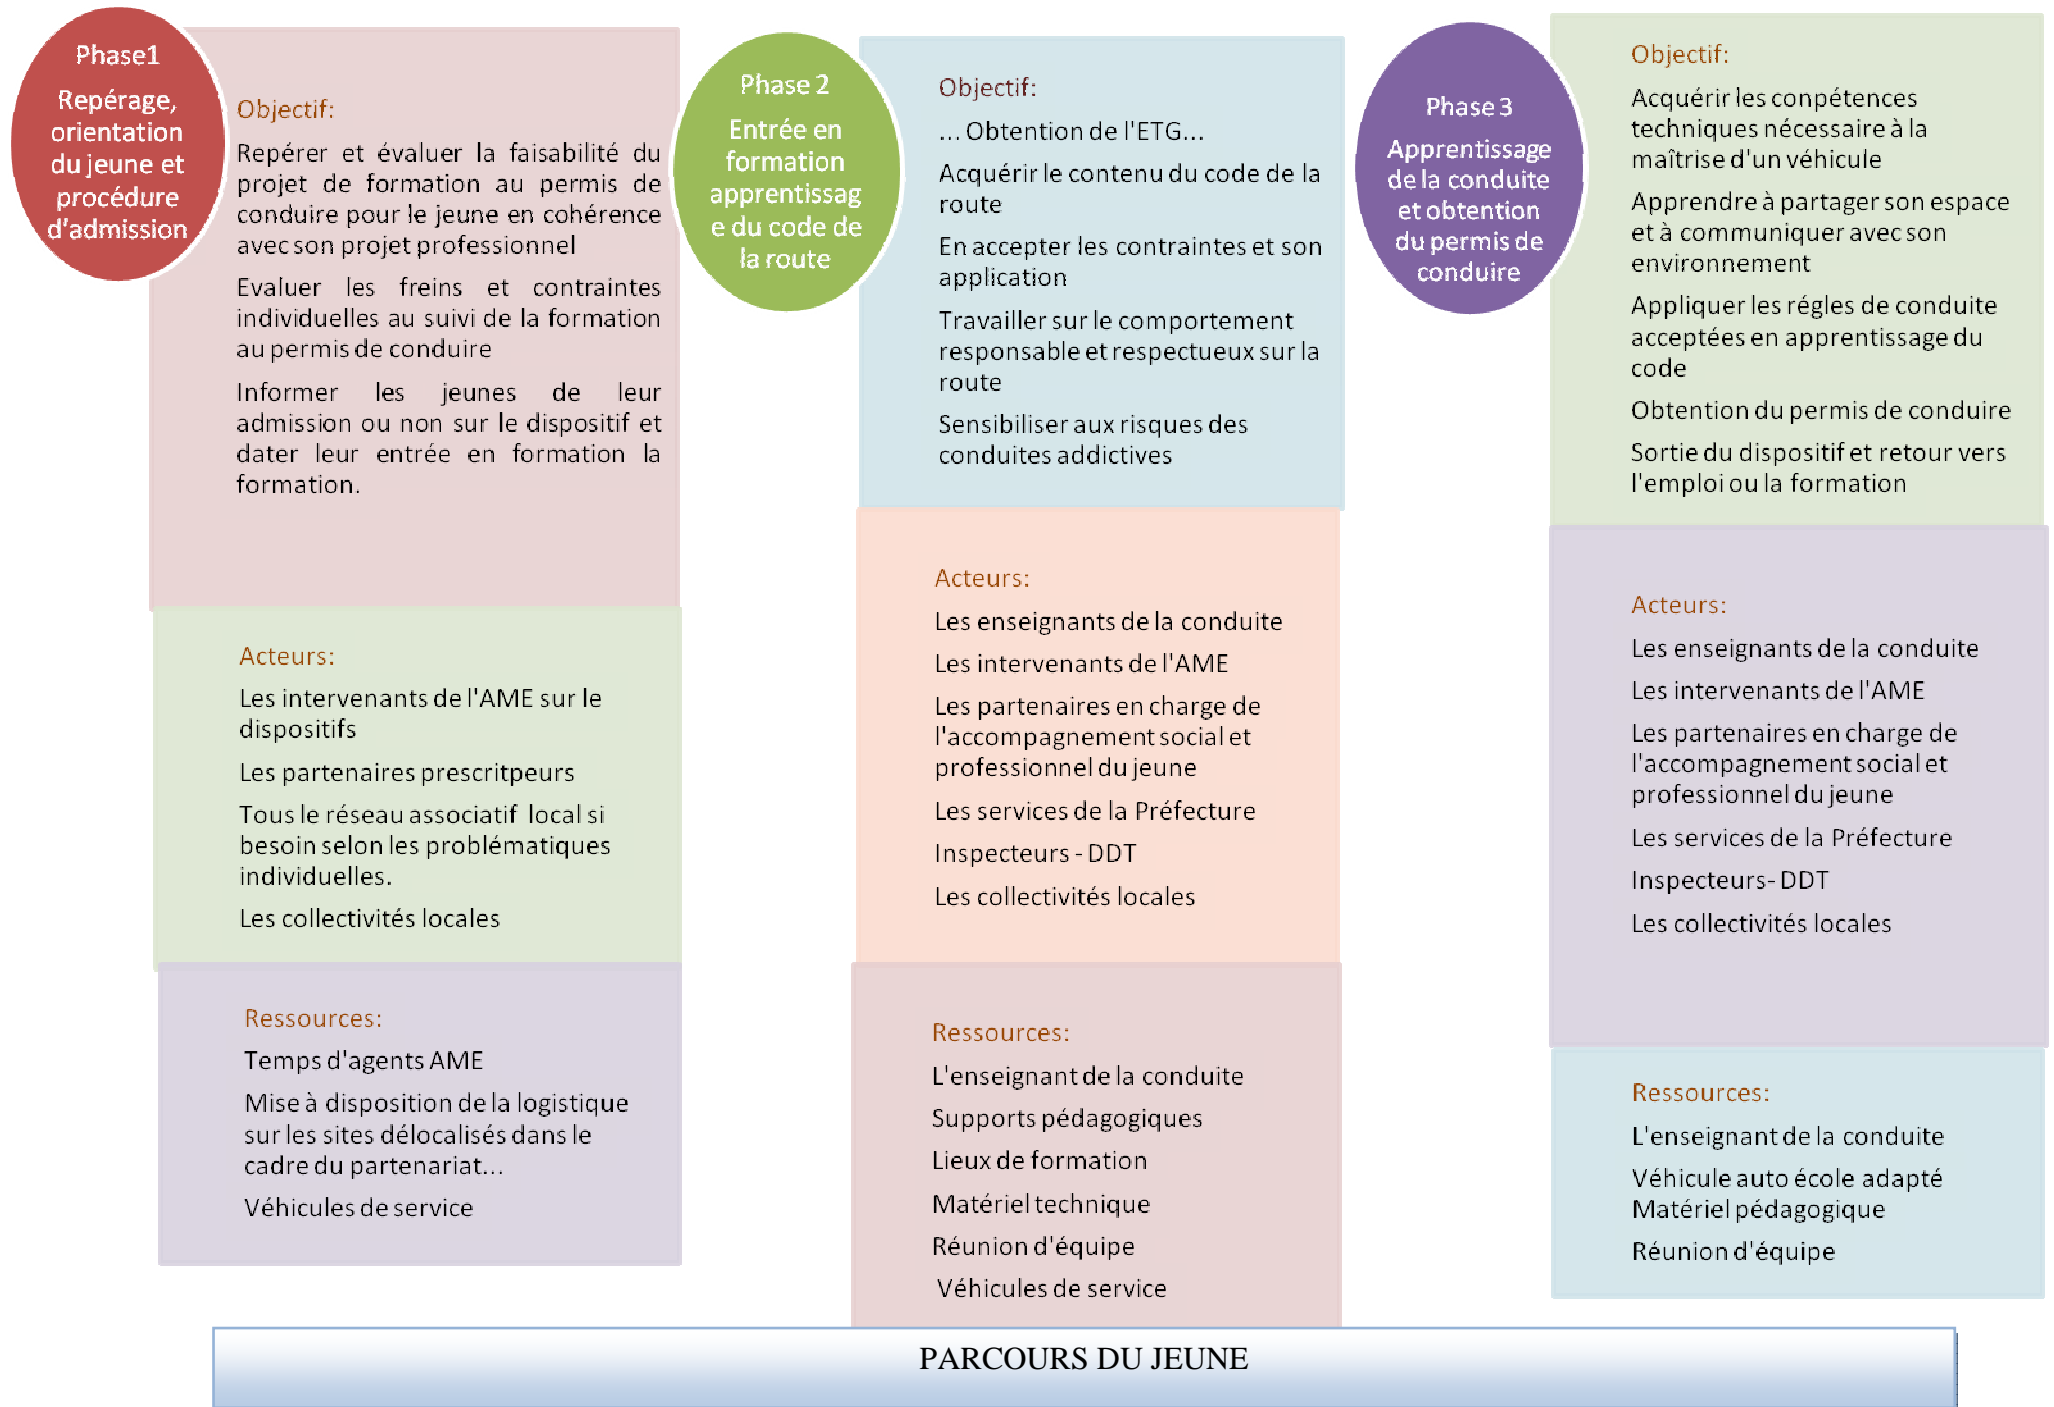 Phase1
Repérage,
orientation
du jeune et
procédure
d'admission
Objectif:
Repérer et évaluer la faisabilité du
projet de formation au permis de
conduire pour le jeune en cohérence
avec son projet professionnel
Evaluer les freins et contraintes
individuelles au suivi de la formation
au permis de conduire
Informer les jeunes de leur
admission ou non sur le dispositif et
dater leur entrée en formation la
formation.
Acteurs:
Les intervenants de l'AME sur le
dispositifs
Les partenaires prescritpeurs
Tous le réseau associatif local si
besoin selon les problématiques
individuelles.
Les collectivités locales
Ressources:
Temps d'agents AME
Mise à disposition de la logistique
sur les sites délocalisés dans le
cadre du partenariat...
Véhicules de service
Phase 2
Entrée en
formation
apprentissag
e du code de
la route
Objectif:
... Obtention de l'ETG...
Acquérir le contenu du code de la
route
En accepter les contraintes et son
application
Travailler sur le comportement
responsable et respectueux sur la
route
Sensibiliser aux risques des
conduites addictives
Acteurs:
Les enseignants de la conduite
Les intervenants de l'AME
Les partenaires en charge de
l'accompagnement social et
professionnel du jeune
Les services de la Préfecture
Inspecteurs - DDT
Les collectivités locales
Ressources:
L'enseignant de la conduite
Supports pédagogiques
Lieux de formation
Matériel technique
Réunion d'équipe
Véhicules de service
Phase 3
Apprentissage
de la conduite
et obtention
du permis de
conduire
Objectif:
Acquérir les conpétences
techniques nécessaire à la
maîtrise d'un véhicule
Apprendre à partager son espace
et à communiquer avec son
environnement
Appliquer les régles de conduite
acceptées en apprentissage du
code
Obtention du permis de conduire
Sortie du dispositif et retour vers
l'emploi ou la formation
Acteurs:
Les enseignants de la conduite
Les intervenants de l'AME
Les partenaires en charge de
l'accompagnement social et
professionnel du jeune
Les services de la Préfecture
Inspecteurs- DDT
Les collectivités locales
Ressources:
L'enseignant de la conduite
Véhicule auto école adapté
Matériel pédagogique
Réunion d'équipe
PARCOURS DU JEUNE